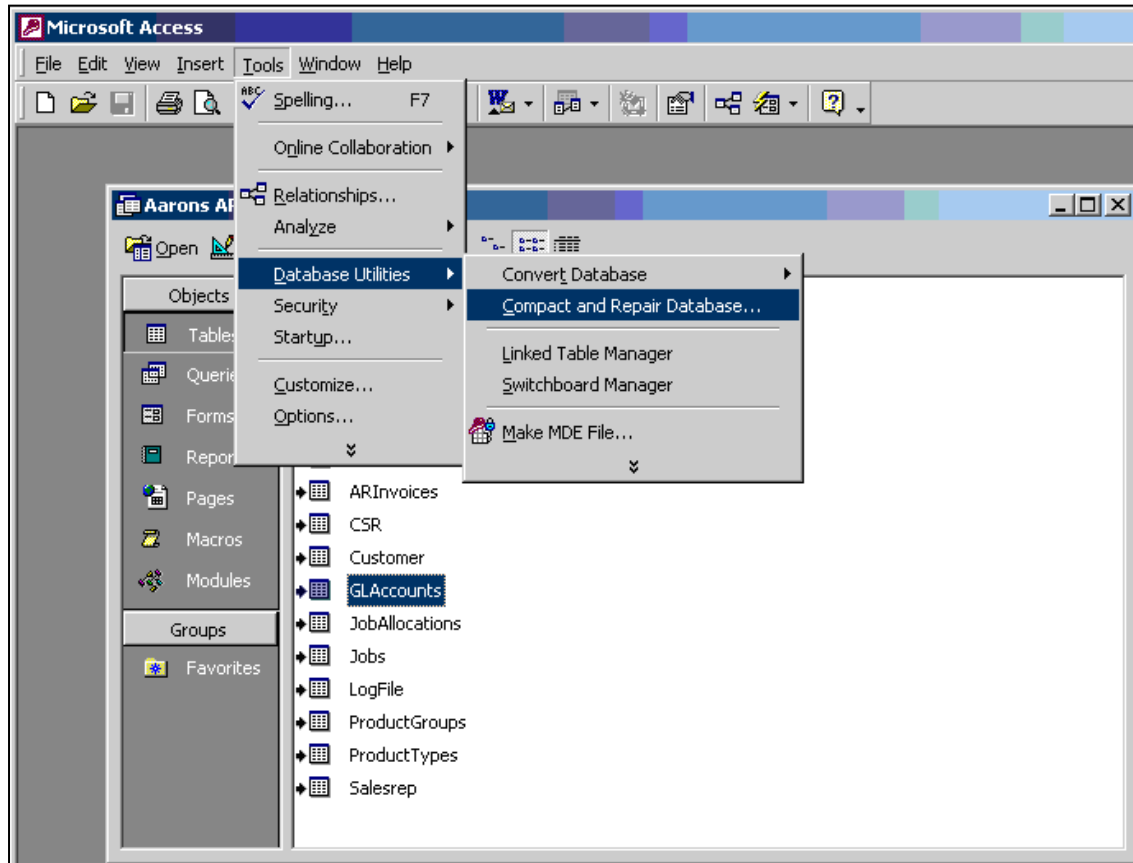 Microsoft Access
File Edit View Insert Tools Window Help
ABC Spelling... F7
Online Collaboration
Relationships...
Analyze
Database Utilities
Security
Startup...
Customize...
Options...
Convert Database
Compact and Repair Database...
Linked Table Manager
Switchboard Manager
Make MDE File...
Aarons
Open
Objects
Tables
Forms
Pages
Macros
Modules
Groups
Favorites
ARInvoices
CSR
Customer
GLAccounts
JobAllocations
Jobs
LogFile
ProductGroups
ProductTypes
Salesrep